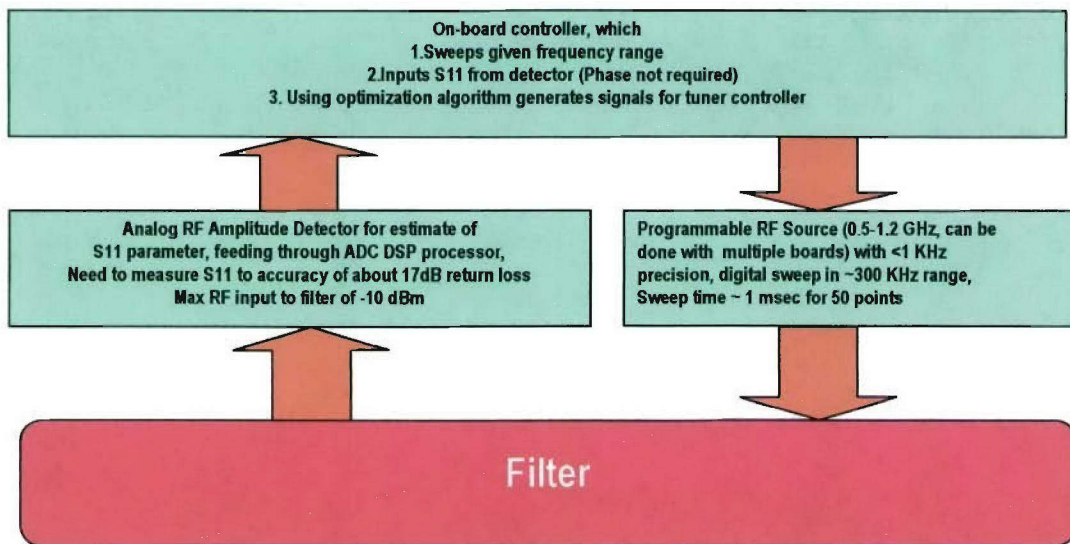 On-board controller, which
1.Sweeps given frequency range
2.Inputs S11 from detector (Phase not required)
3. Using optimization algorithm generates signals for tuner controller
Analog RF Amplitude Detector for estimate of
S11 parameter, feeding through ADC DSP processor,
Need to measure S11 to accuracy of about 17dB return loss
Max RF input to filter of -10 dBm
Programmable RF Source (0.5-1.2 GHz, can be
done with multiple boards) with <1 KHz
precision, digital sweep in ~300 KHz range,
Sweep time ~ 1 msec for 50 points
Filter